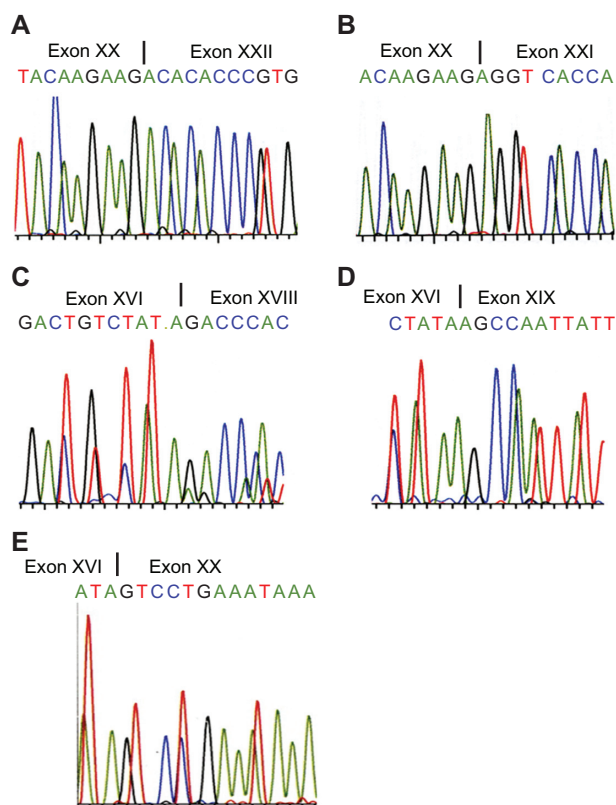 A
Exon XX | Exon XXII
TACAAGAAGACACACCCGTG
B
Exon XX | Exon XXI
ACAAGAAGAGGT CACCA
C
Exon XVI | Exon XVIII
GACTGTCTAT.AGACCCAC
D
Exon XVI | Exon XIX
CTATAAGCCAATTATT
E
Exon XVI | Exon XX
ATAGTCCTGAAATAAA